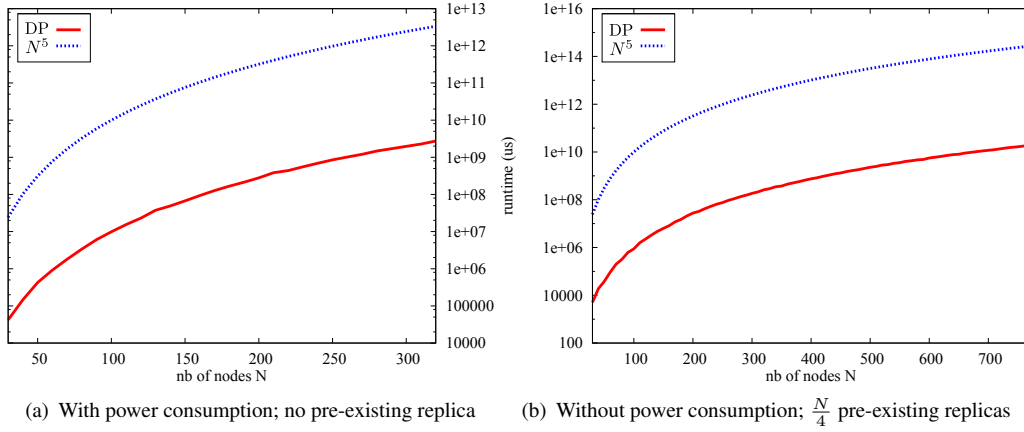 DP
N^5
1e+13
1e+12
1e+11
1e+10
1e+09
1e+08
1e+07
1e+06
100000
10000
50 100 150 200 250 300
nb of nodes N
runtime (us)
DP
N^5
1e+16
1e+14
1e+12
1e+10
1e+08
1e+06
10000
100
100 200 300 400 500 600 700
nb of nodes N
(a) With power consumption; no pre-existing replica
(b) Without power consumption; N/4 pre-existing replicas